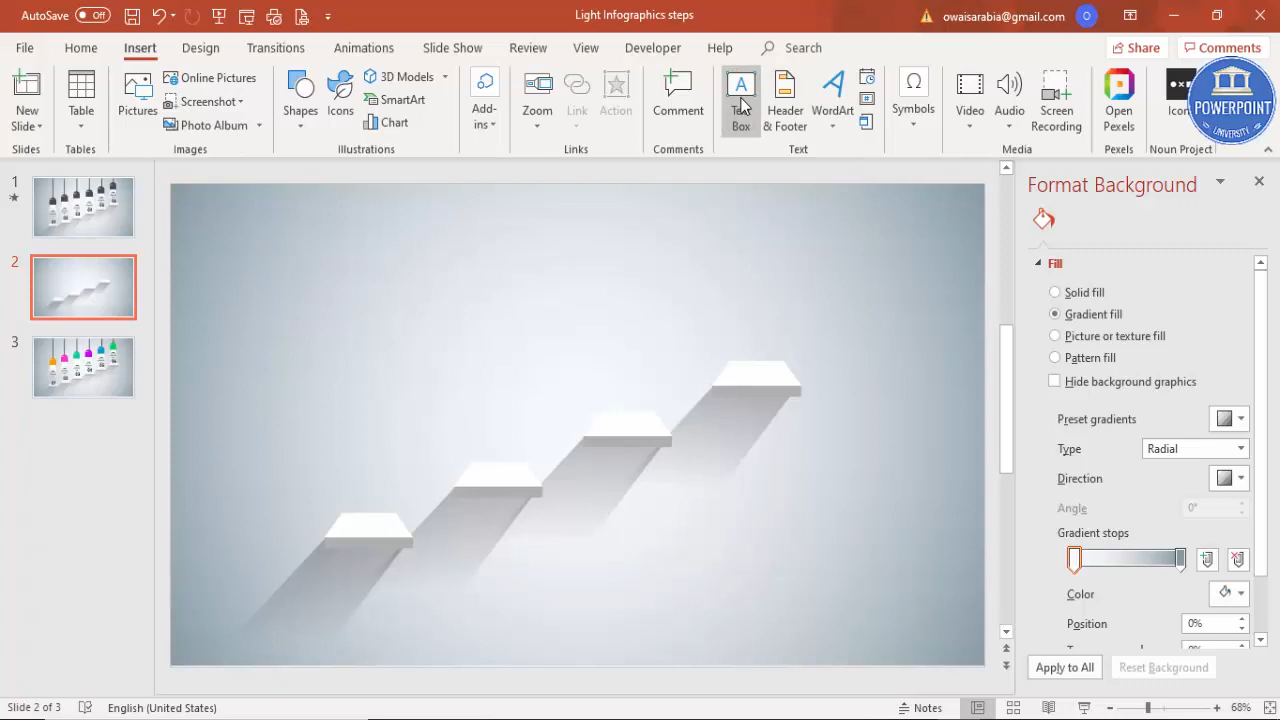 AutoSave Off
Light Infographics steps
owaisarabia@gmail.com
O
File Home Insert Design Transitions Animations Slide Show Review View Developer Help Search
Share Comments
New Slide
Table
Pictures
Online Pictures
Screenshot
Photo Album
Shapes
Icons
3D Models
SmartArt
Chart
Add-ins
Zoom
Link
Action
Comment
Box
Header & Footer
WordArt
Symbols
Video
Audio
Screen Recording
Open Pexels
POWERPOINT
UNIVERSITY
Slides Tables Images Illustrations Links Comments Text Media Pexels Noun Project
1
2
3
Format Background
Fill
Solid fill
Gradient fill
Picture or texture fill
Pattern fill
Hide background graphics
Preset gradients
Type Radial
Direction
Angle 0°
Gradient stops
Color
Position 0%
Apply to All Reset Background
Slide 2 of 3 English (United States) Notes 68%